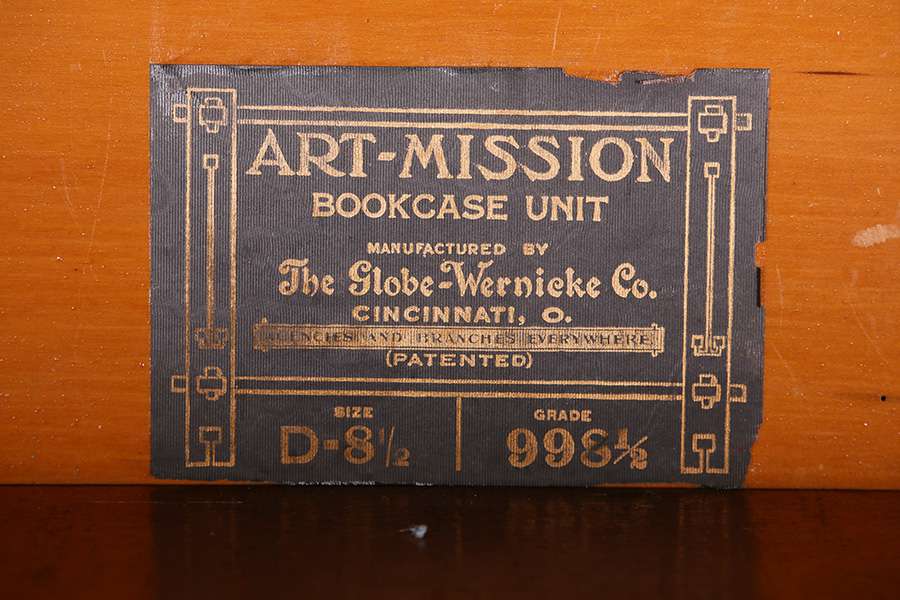 ART-MISSION
BOOKCASE UNIT
MANUFACTURED BY
The Globe-Wernicke Co.
CINCINNATI, O.
AGENCIES AND BRANCHES EVERYWHERE
(PATENTED)
SIZE GRADE
D-8½ 998½